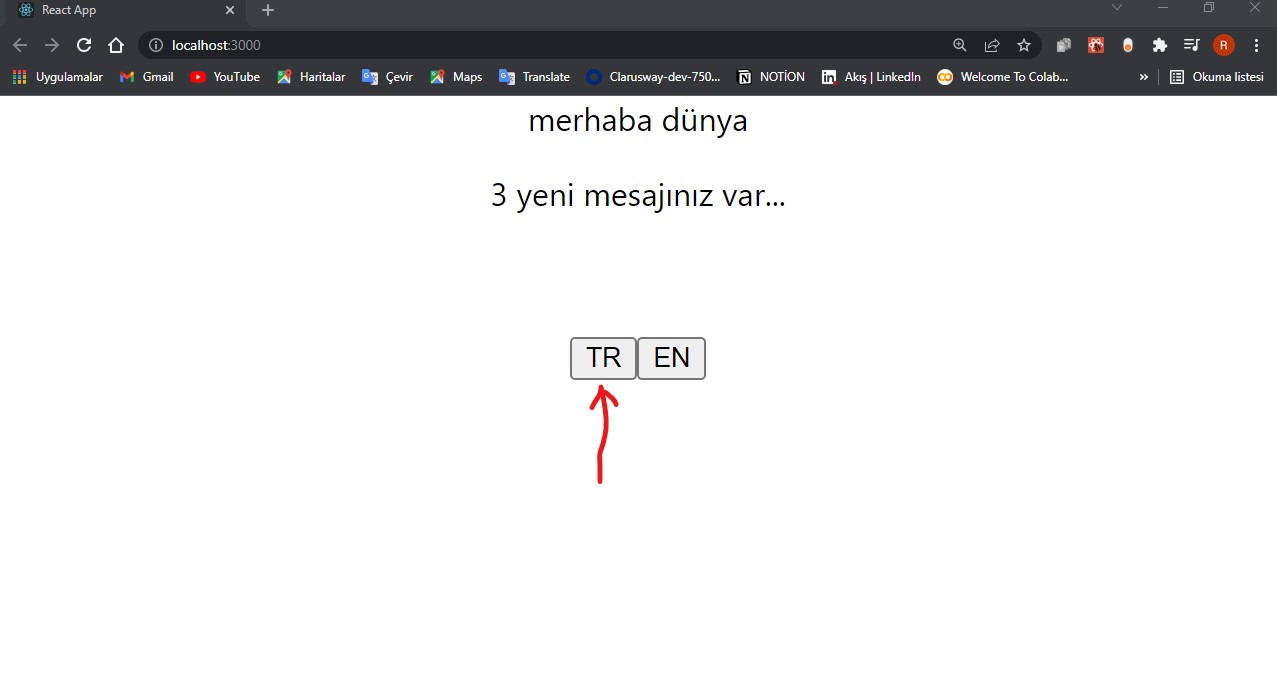 React App
localhost:3000
R
Uygulamalar Gmail YouTube Haritalar Çevir Maps Translate Clarusway-dev-750... NOTİON Akış | LinkedIn Welcome To Colab... » Okuma listesi
merhaba dünya
3 yeni mesajınız var...
TR EN